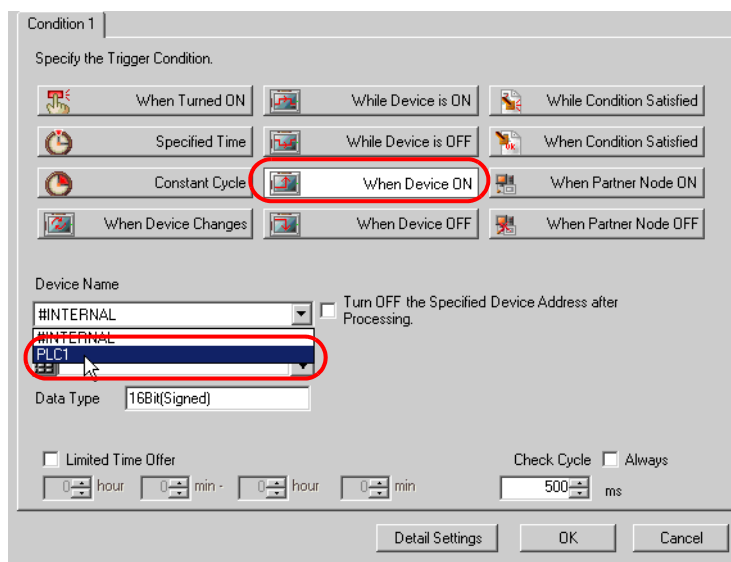 Condition 1
Specify the Trigger Condition.
When Turned ON While Device is ON While Condition Satisfied
Specified Time While Device is OFF When Condition Satisfied
Constant Cycle When Device ON When Partner Node ON
When Device Changes When Device OFF When Partner Node OFF
Device Name
#INTERNAL Turn OFF the Specified Device Address after
Processing.
#INTERNAL
PLC1
Data Type 16Bit(Signed)
Limited Time Offer Check Cycle Always
0 hour 0 min - 0 hour 0 min 500 ms
Detail Settings OK Cancel